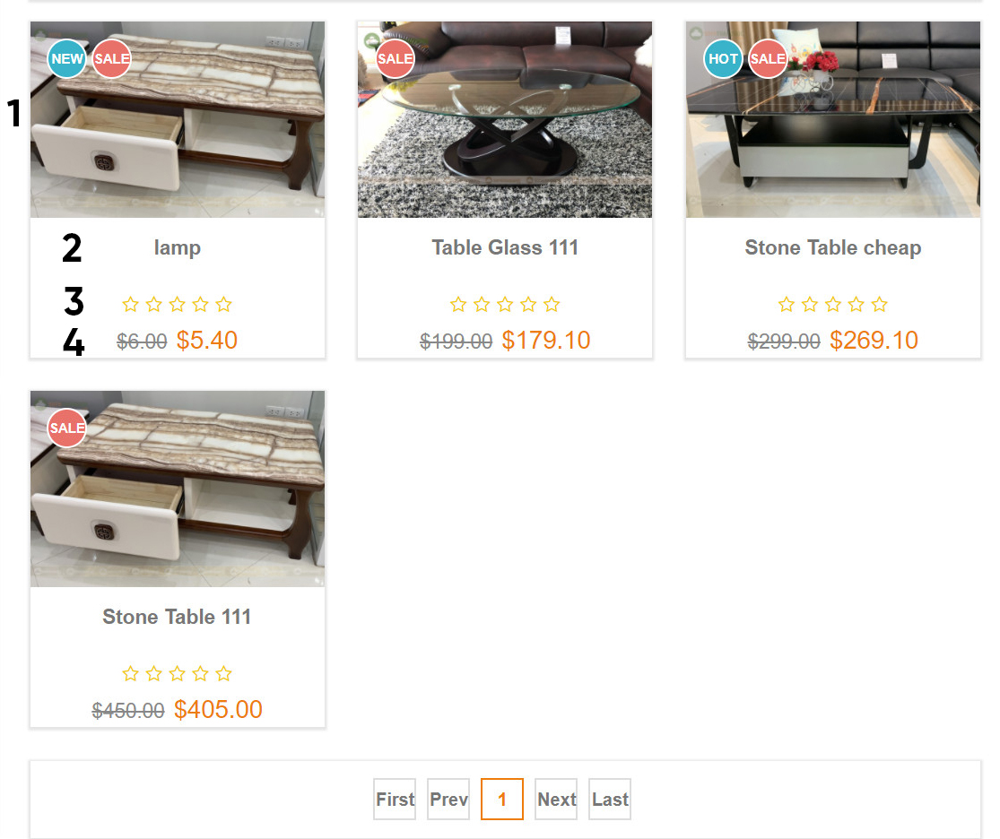 NEW SALE
SALE
HOT SALE
1
2 lamp
Table Glass 111
Stone Table cheap
3
4 $6.00 $5.40
$199.00 $179.10
$299.00 $269.10
SALE
Stone Table 111
$450.00 $405.00
First Prev 1 Next Last